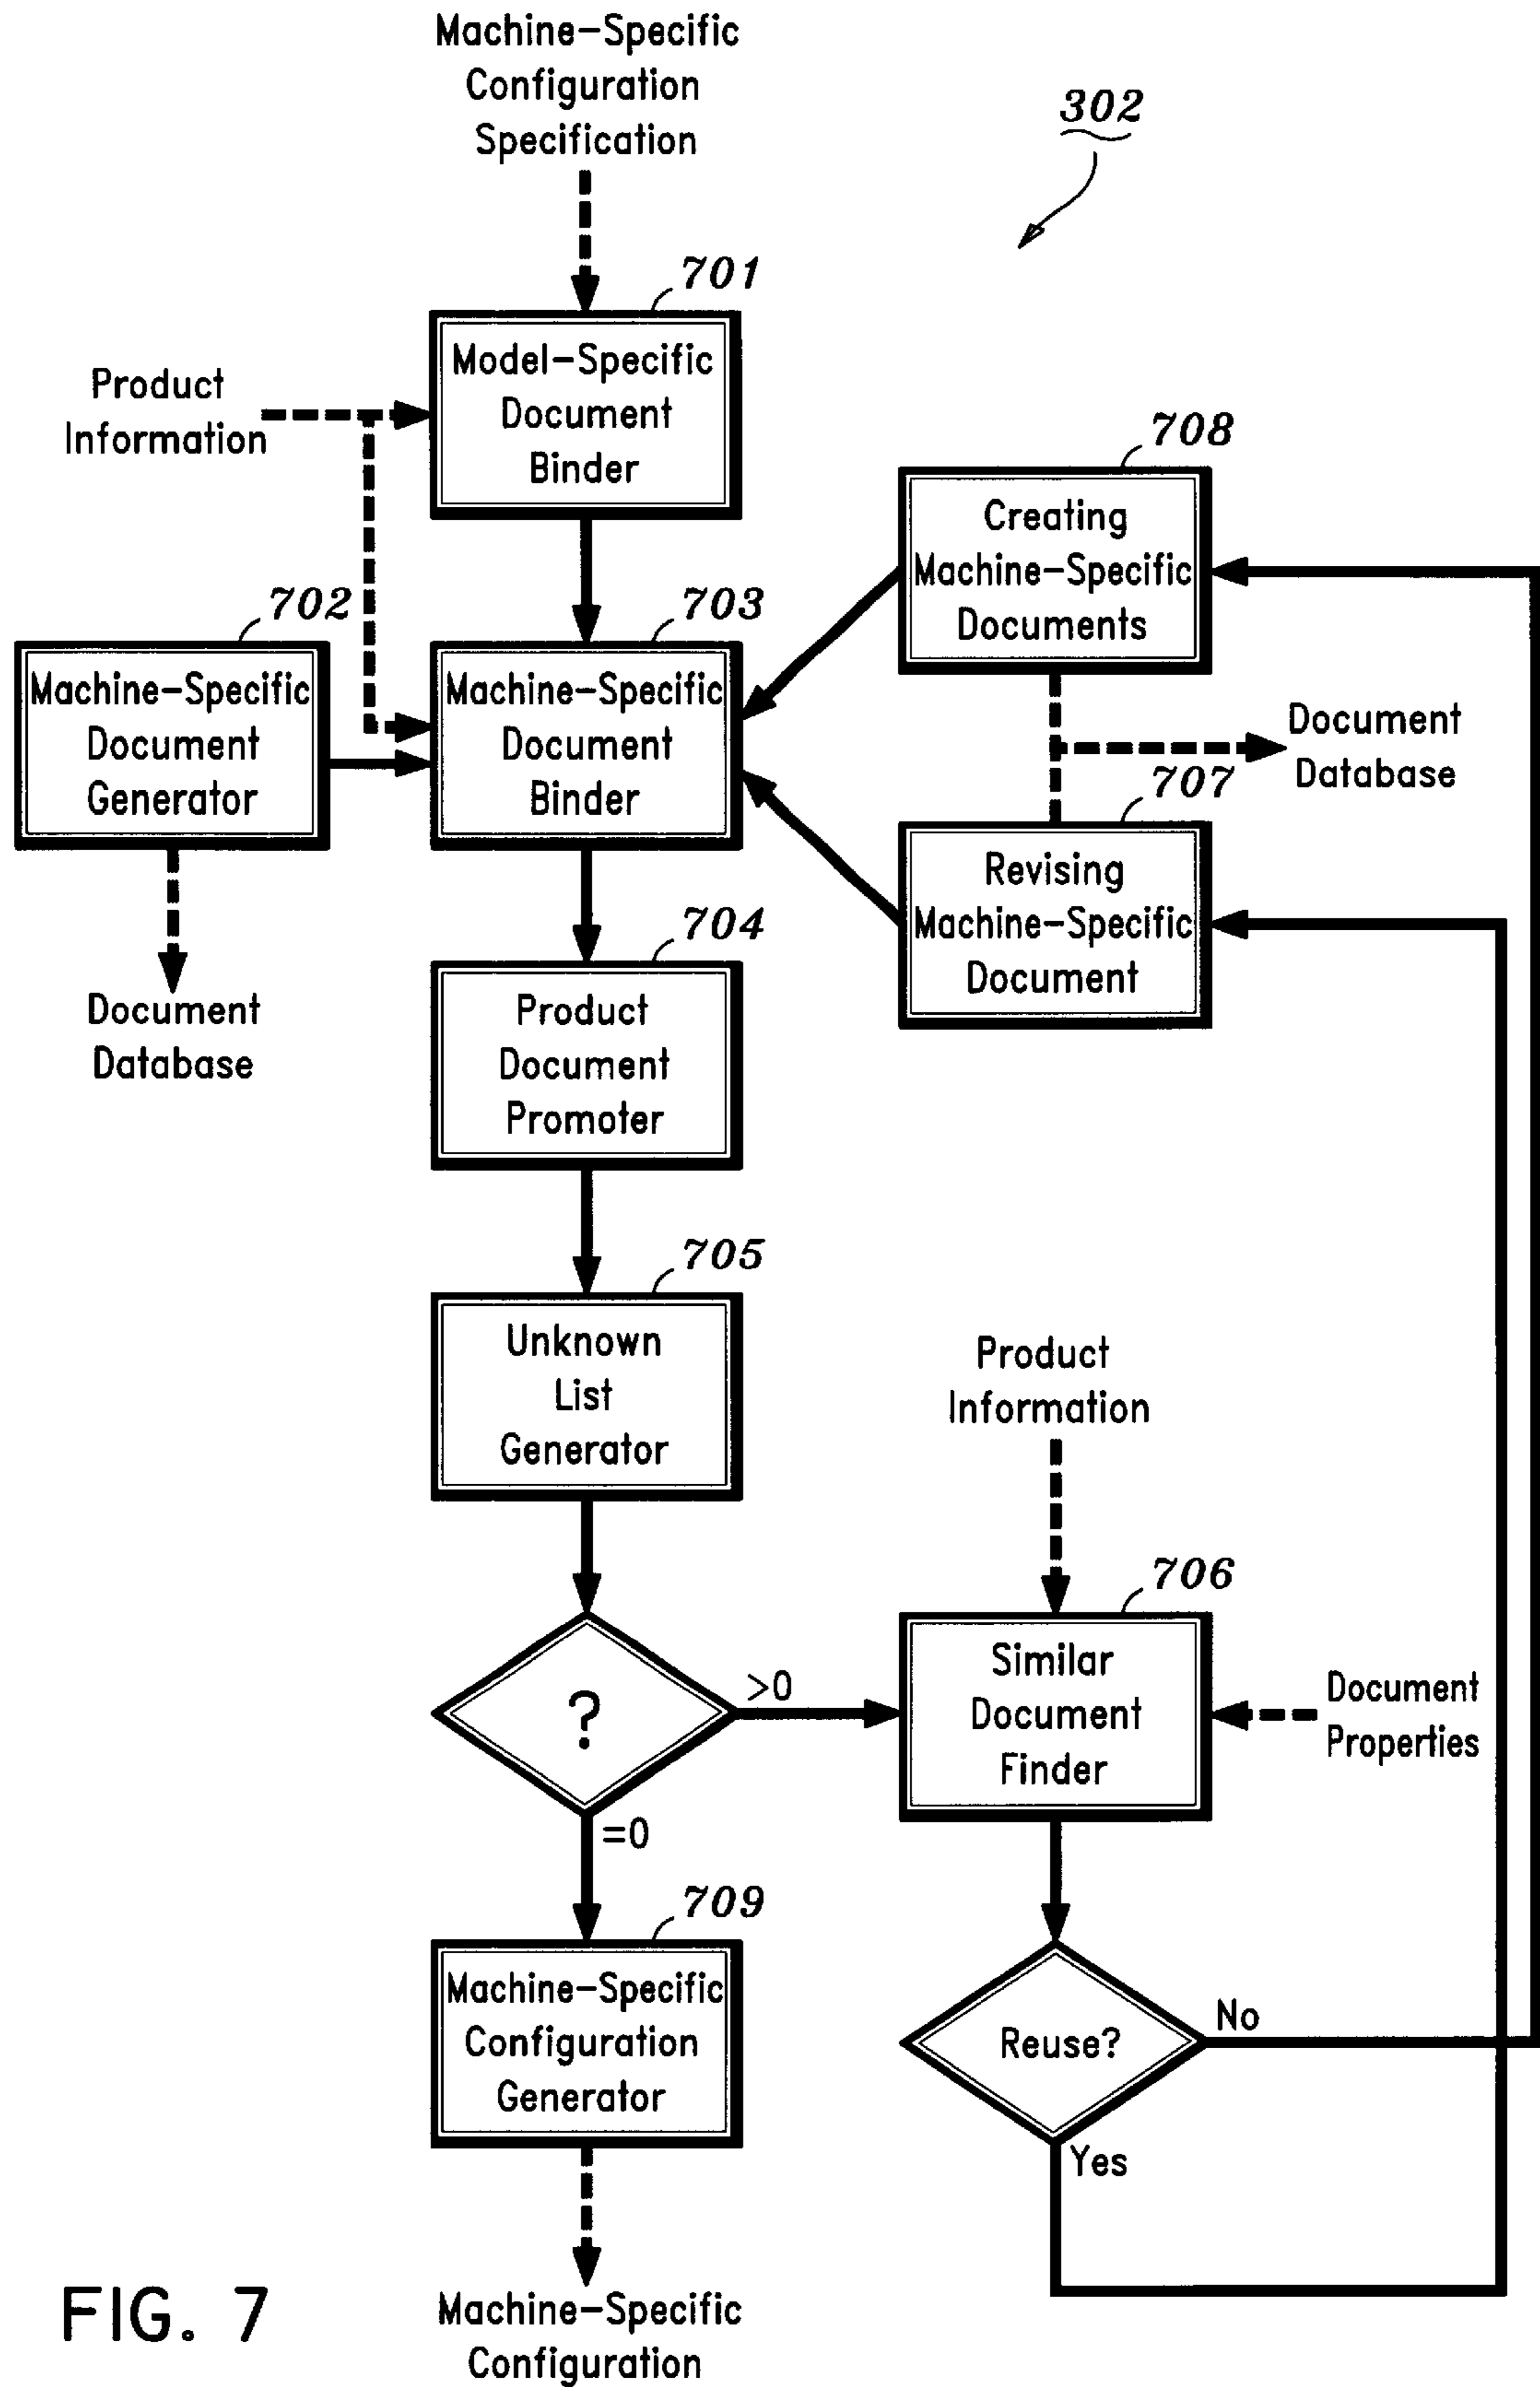 Machine-Specific
Configuration
Specification
302
701
Model-Specific
Document
Binder
Product
Information
708
Creating
Machine-Specific
Documents
702
Machine-Specific
Document
Generator
703
Machine-Specific
Document
Binder
Document
Database
707
Revising
Machine-Specific
Document
Document
Database
704
Product
Document
Promoter
705
Unknown
List
Generator
Product
Information
706
Similar
Document
Finder
Document
Properties
?
>0
=0
709
Machine-Specific
Configuration
Generator
Reuse?
No
Yes
Machine-Specific
Configuration
FIG. 7